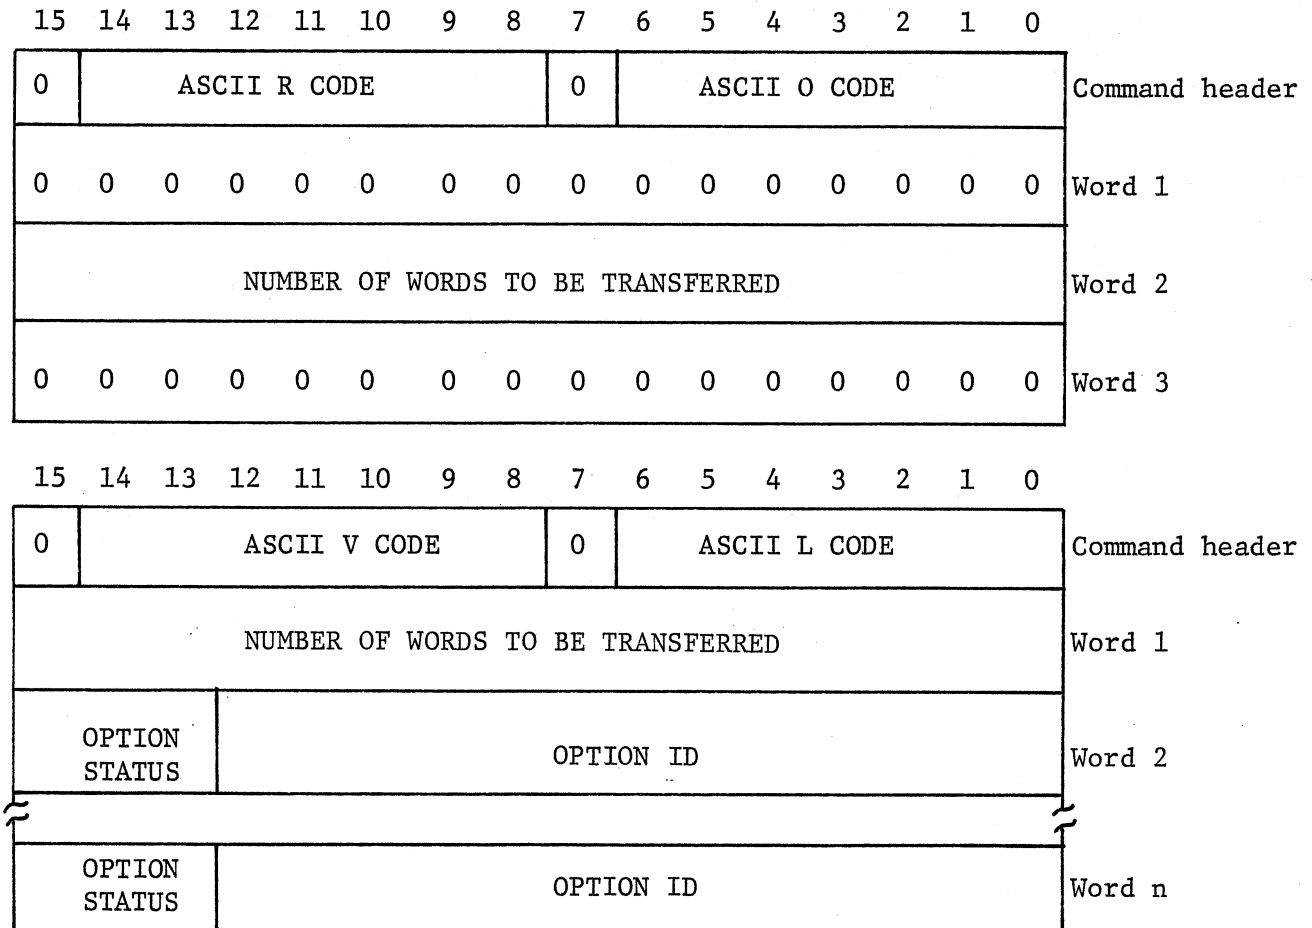 15 14 13 12 11 10 9 8 7 6 5 4 3 2 1 0
0 ASCII R CODE 0 ASCII O CODE Command header
0 0 0 0 0 0 0 0 0 0 0 0 0 0 0 0 Word 1
NUMBER OF WORDS TO BE TRANSFERRED Word 2
0 0 0 0 0 0 0 0 0 0 0 0 0 0 0 0 Word 3
15 14 13 12 11 10 9 8 7 6 5 4 3 2 1 0
0 ASCII V CODE 0 ASCII L CODE Command header
NUMBER OF WORDS TO BE TRANSFERRED Word 1
OPTION
STATUS OPTION ID Word 2
OPTION
STATUS OPTION ID Word n